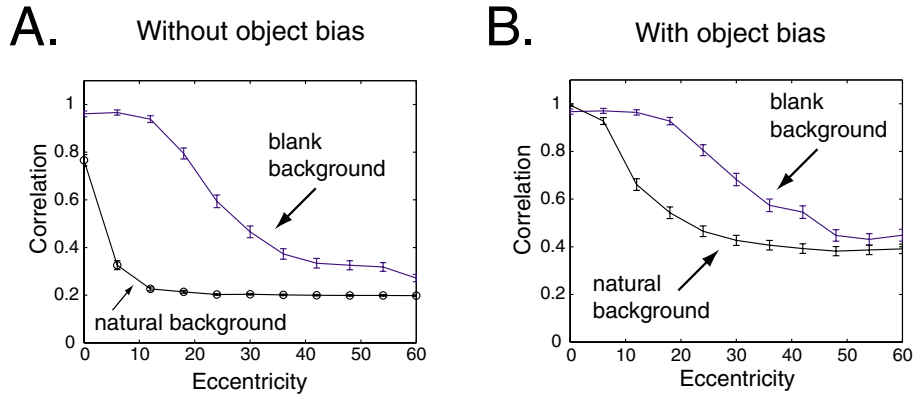 A.
Without object bias
1
0.8
0.6
0.4
0.2
0
Correlation
blank
background
natural background
0 10 20 30 40 50 60
Eccentricity
B.
With object bias
1
0.8
0.6
0.4
0.2
0
Correlation
blank
background
natural
background
0 10 20 30 40 50 60
Eccentricity